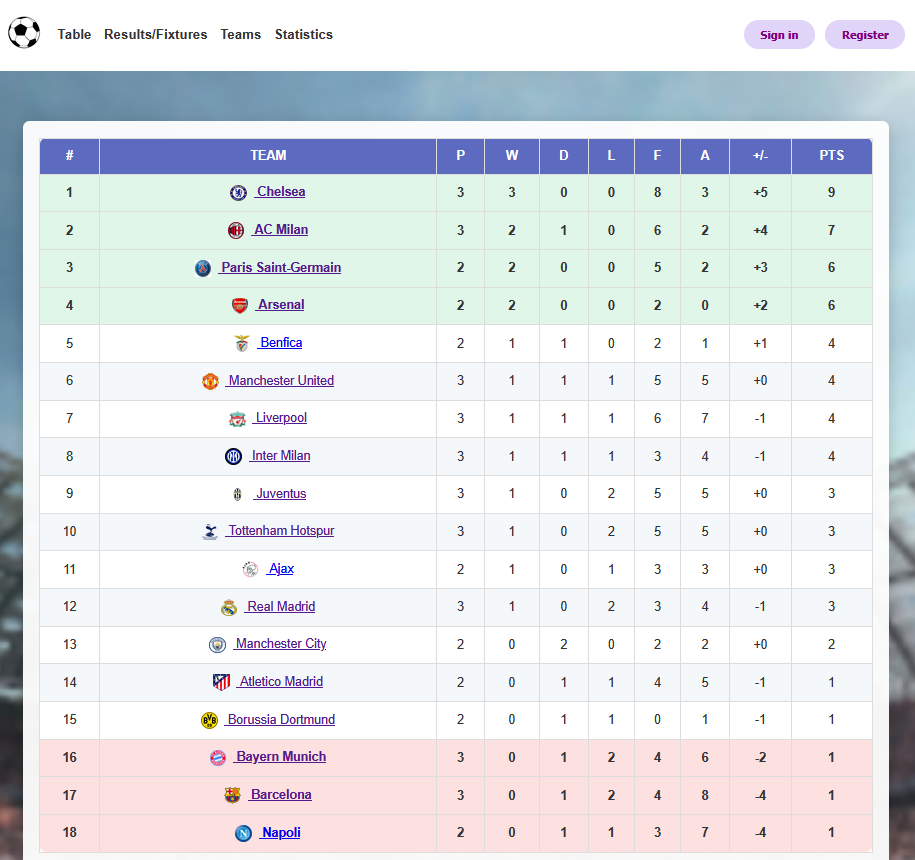 Table Results/Fixtures Teams Statistics Sign in Register
# TEAM P W D L F A +/- PTS
1 Chelsea 3 3 0 0 8 3 +5 9
2 AC Milan 3 2 1 0 6 2 +4 7
3 Paris Saint-Germain 2 2 0 0 5 2 +3 6
4 Arsenal 2 2 0 0 2 0 +2 6
5 Benfica 2 1 1 0 2 1 +1 4
6 Manchester United 3 1 1 1 5 5 +0 4
7 Liverpool 3 1 1 1 6 7 -1 4
8 Inter Milan 3 1 1 1 3 4 -1 4
9 Juventus 3 1 0 2 5 5 +0 3
10 Tottenham Hotspur 3 1 0 2 5 5 +0 3
11 Ajax 2 1 0 1 3 3 +0 3
12 Real Madrid 3 1 0 2 3 4 -1 3
13 Manchester City 2 0 2 0 2 2 +0 2
14 Atletico Madrid 2 0 1 1 4 5 -1 1
15 Borussia Dortmund 2 0 1 1 0 1 -1 1
16 Bayern Munich 3 0 1 2 4 6 -2 1
17 Barcelona 3 0 1 2 4 8 -4 1
18 Napoli 2 0 1 1 3 7 -4 1